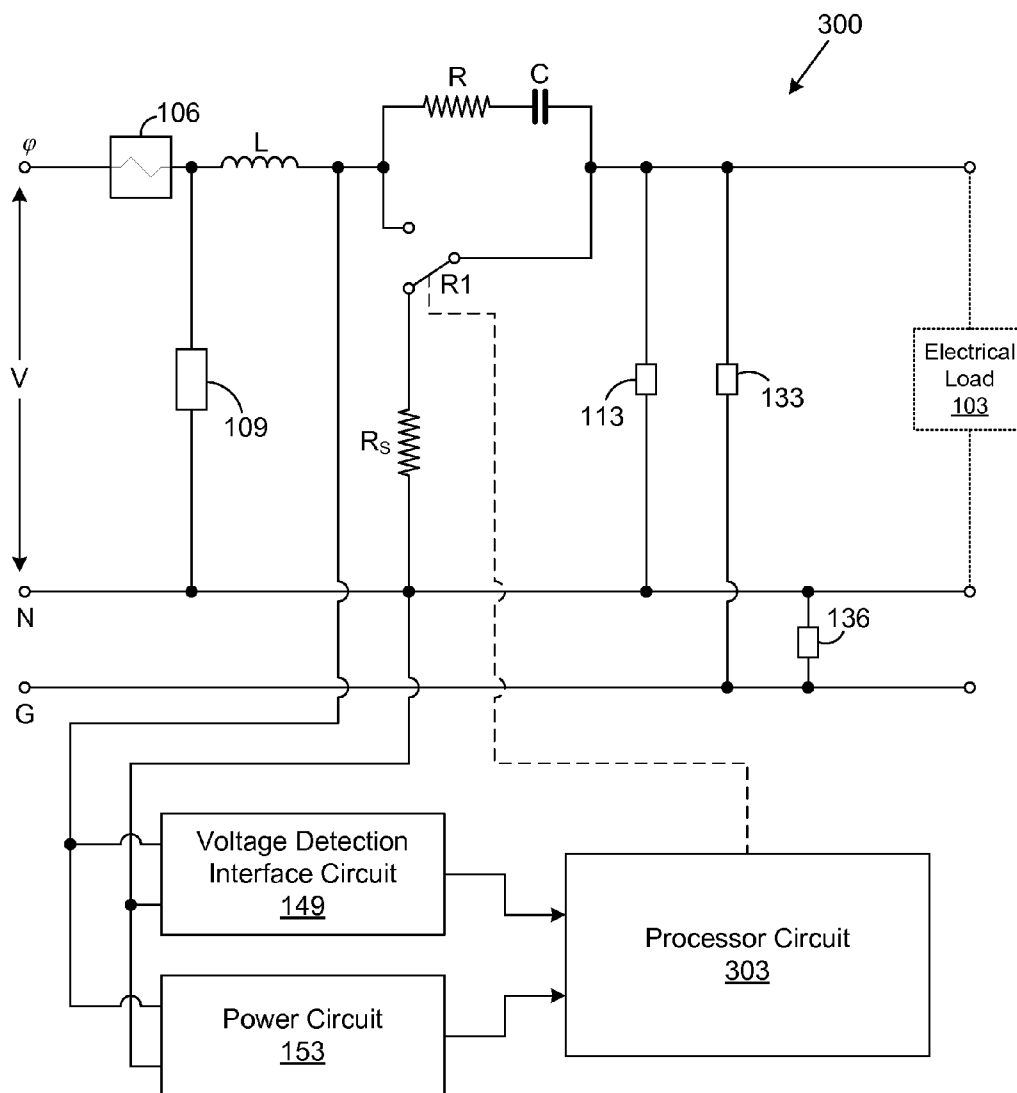 300
R
C
106
φ
L
R1
V
109
R_S
113
133
Electrical
Load
103
N
136
G
Voltage Detection
Interface Circuit
149
Processor Circuit
303
Power Circuit
153